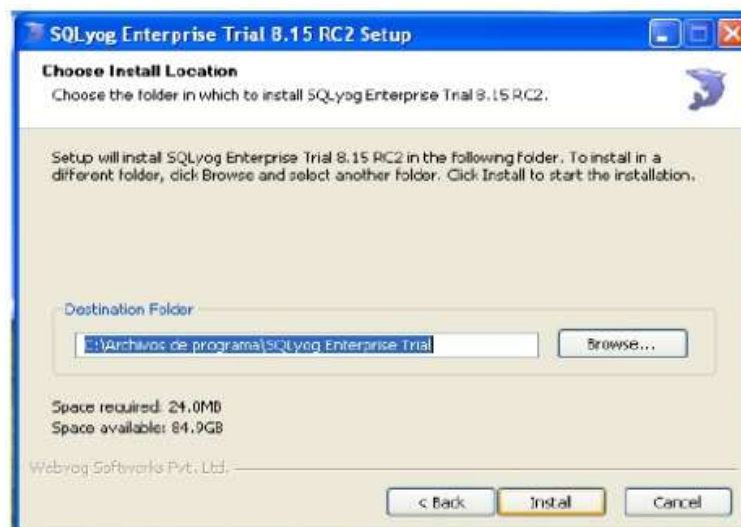 SQLyog Enterprise Trial 8.15 RC2 Setup
Choose Install Location
Choose the folder in which to install SQLyog Enterprise Trial 8.15 RC2.
Setup will install SQLyog Enterprise Trial 8.15 RC2 in the following folder. To install in a
different folder, click Browse and select another folder. Click Install to start the installation.
Destination Folder
C:\Archivos de programa\SQLyog Enterprise Trial
Browse...
Space required: 24.0MB
Space available: 84.9GB
Webyog Softworks Pvt. Ltd.
< Back
Install
Cancel